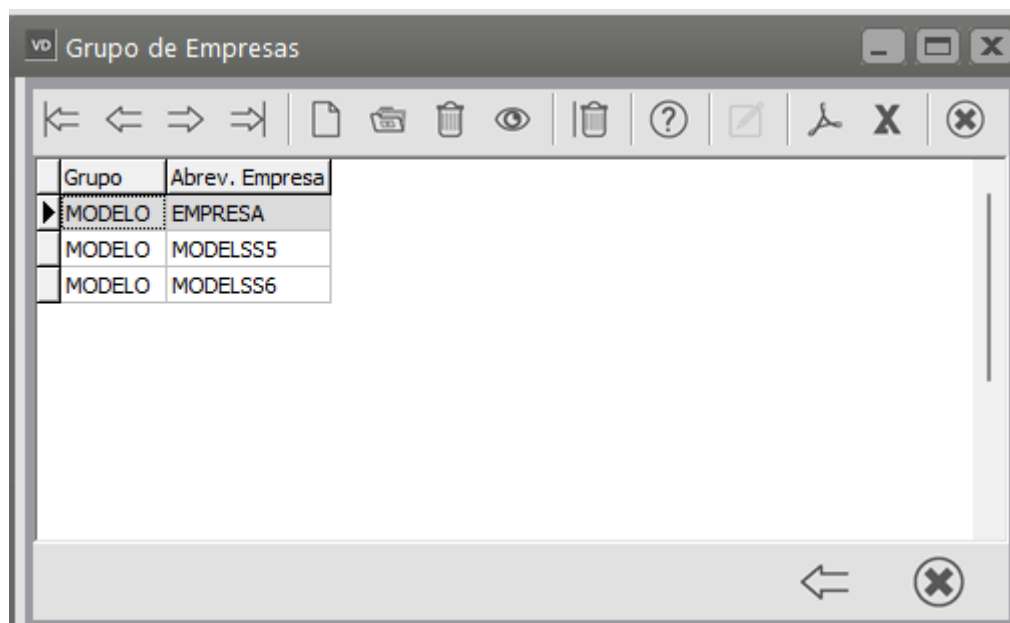 VD Grupo de Empresas
Grupo Abrev. Empresa
MODELO EMPRESA
MODELO MODELSS5
MODELO MODELSS6